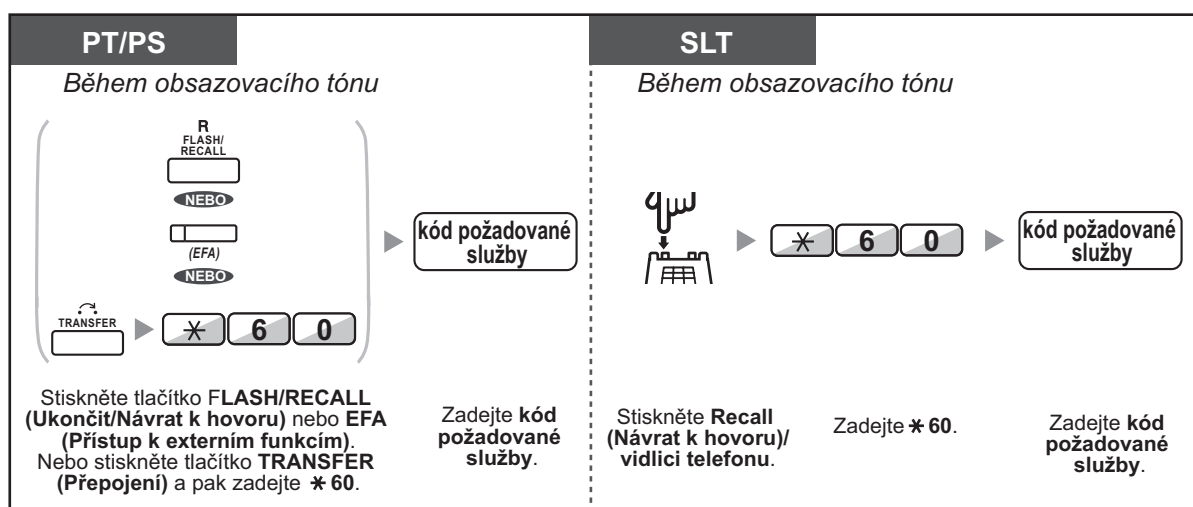 PT/PS
Během obsazovacího tónu
R
FLASH/
RECALL
NEBO
(EFA)
NEBO
TRANSFER
* 6 0
kód požadované
služby
Stiskněte tlačítko FLASH/RECALL
(Ukončit/Návrat k hovoru) nebo EFA
(Přístup k externím funkcím).
Nebo stiskněte tlačítko TRANSFER
(Přepojení) a pak zadejte * 60.
Zadejte kód
požadované
služby.
SLT
Během obsazovacího tónu
* 6 0
kód požadované
služby
Stiskněte Recall
(Návrat k hovoru)/
vidlici telefonu.
Zadejte * 60.
Zadejte kód
požadované
služby.